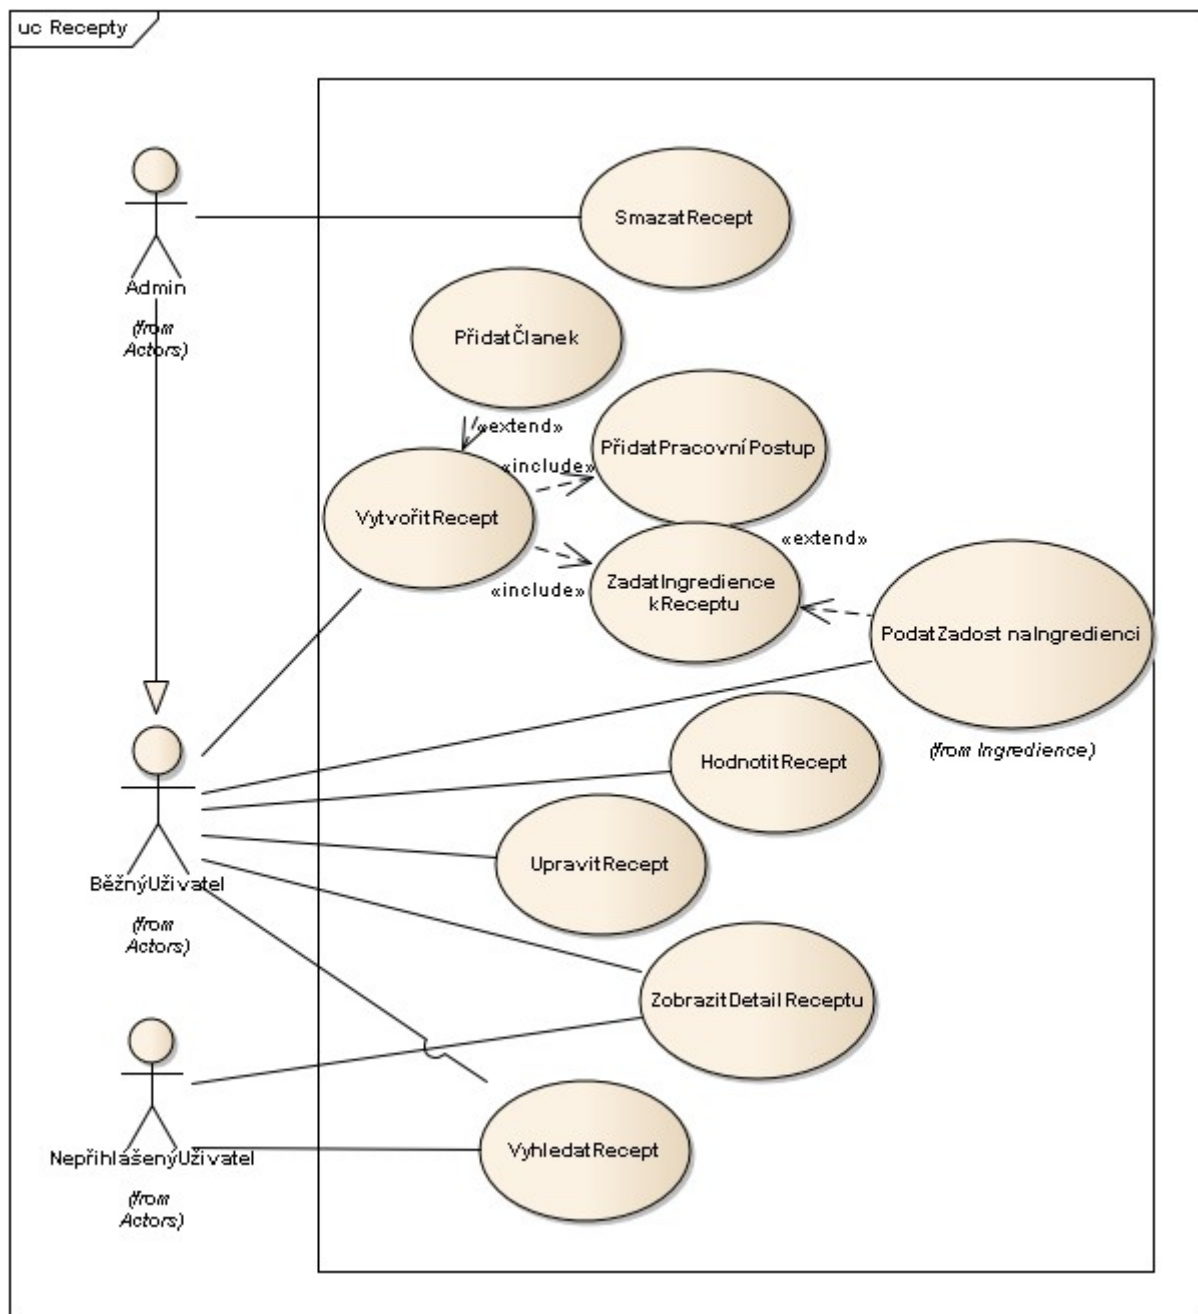 uc Recepty
SmazatRecept
Admin
(from
Actors)
PřidatČlanek
«extend»
PřidatPracovníPostup
«include»
VytvořitRecept
«extend»
ZadatIngredience
kReceptu
«include»
PodatZadost naIngredienci
(from Ingredience)
HodnotitRecept
UpravitRecept
BěžnýUživatel
(from
Actors)
ZobrazitDetailReceptu
VyhledatRecept
NepřihlášenýUživatel
(from
Actors)